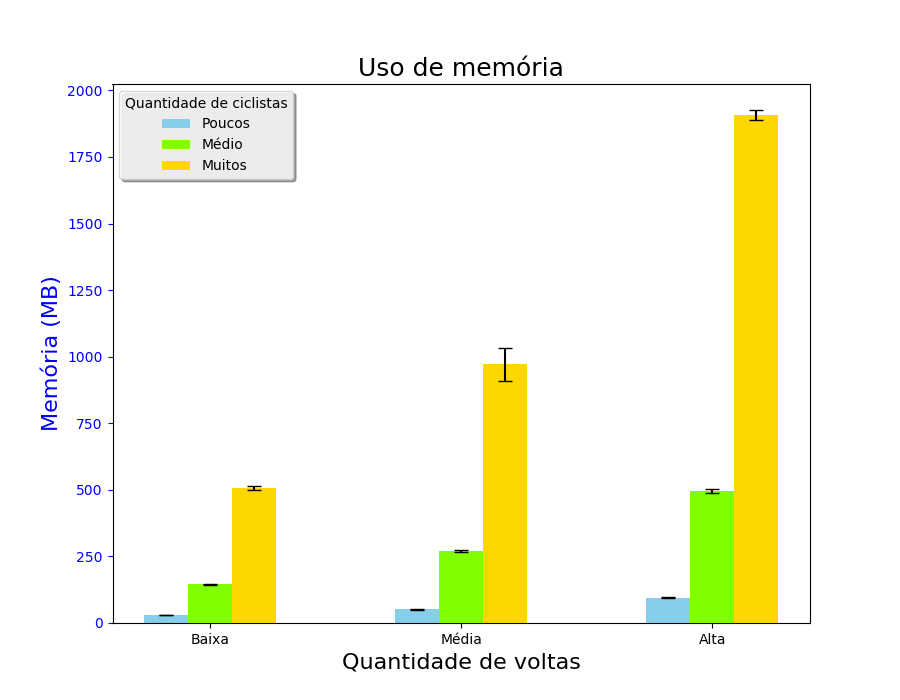 Uso de memória
Quantidade de ciclistas
Poucos
Médio
Muitos
Memória (MB)
2000
1750
1500
1250
1000
750
500
250
0
Baixa
Média
Alta
Quantidade de voltas